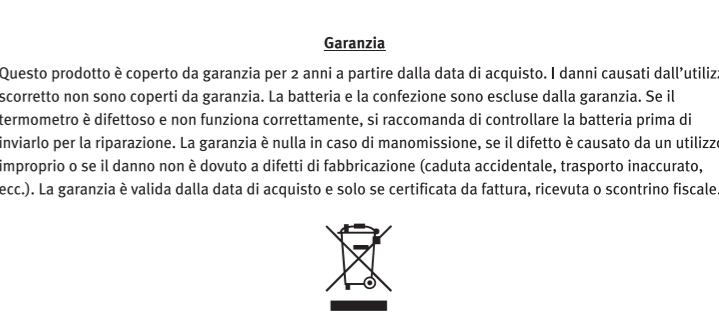 Garanzia
Questo prodotto è coperto da garanzia per 2 anni a partire dalla data di acquisto. I danni causati dall'utilizz
scorretto non sono coperti da garanzia. La batteria e la confezione sono escluse dalla garanzia. Se il
termometro è difettoso e non funziona correttamente, si raccomanda di controllare la batteria prima di
inviarlo per la riparazione. La garanzia è nulla in caso di manomissione, se il difetto è causato da un utilizzo
improprio o se il danno non è dovuto a difetti di fabbricazione (caduta accidentale, trasporto inaccurato,
ecc.). La garanzia è valida dalla data di acquisto e solo se certificata da fattura, ricevuta o scontrino fiscale.